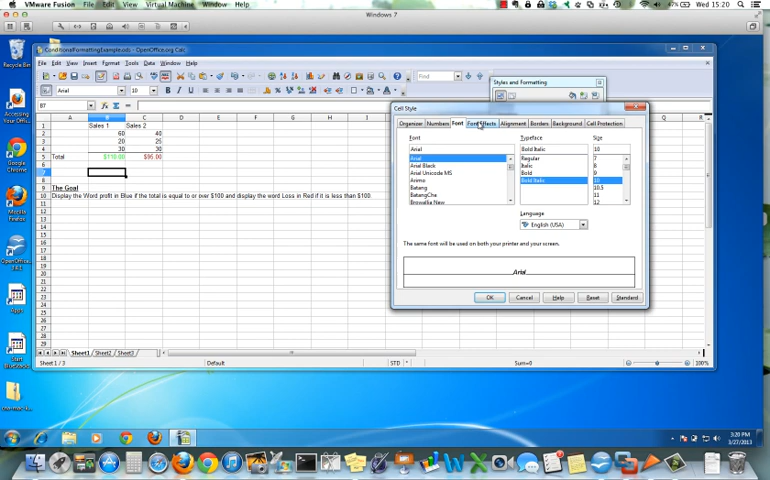 VMware Fusion File Edit View Virtual Machine Window Help
47% Wed 15:20
Windows 7
ConditionalFormattingExample.ods - OpenOffice.org Calc
File Edit View Insert Format Tools Data Window Help
Find
Arial 10
B7
A B C D E F G H I
Sales 1 Sales 2
60 40
20 25
30 30
Total $110.00 $95.00
The Goal
Display the Word profit in Blue if the total is equal to or over $100 and display the word Loss in Red if it is less than $100
Sheet1 Sheet2 Sheet3
Sheet 1 / 3 Default STD * Sum=0 100%
Styles and Formatting
Cell Style
Organizer Numbers Font Font Effects Alignment Borders Background Cell Protection
Font Typeface Size
Arial Bold Italic 10
Arial
Arial Black
Arial Unicode MS
Arimo
Batang
BatangChe
Browallia New
Regular
Italic
Bold
Bold Italic
7
8
9
10
10.5
11
12
Language
English (USA)
The same font will be used on both your printer and your screen.
Arial
OK Cancel Help Reset Standard
Recycle Bin
Accessing Your Offic...
Google Chrome
Mozilla Firefox
OpenOffice
Apps
Start BlueStacks
3:20 PM
3/27/2013